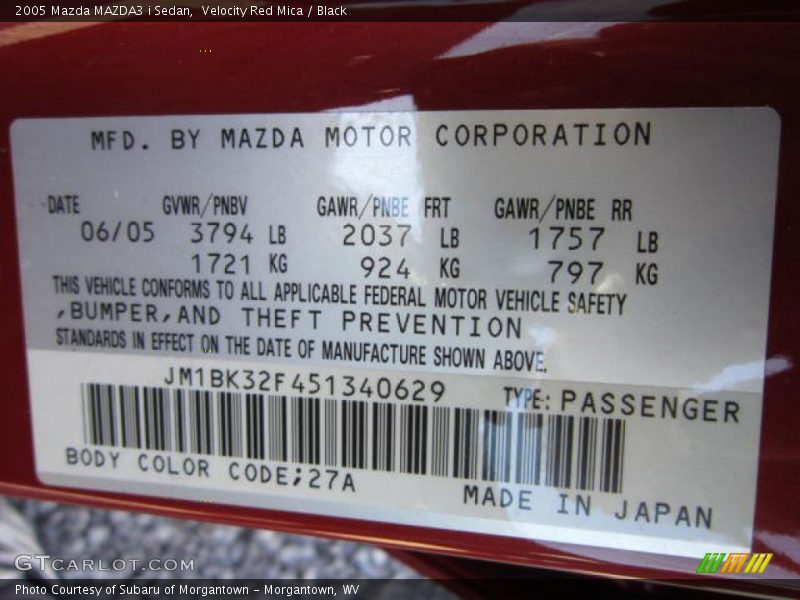 2005 Mazda MAZDA3 i Sedan,  Velocity Red Mica / Black
MFD. BY MAZDA MOTOR CORPORATION
DATE GVWR/PNBV GAWR/PNBE FRT GAWR/PNBE RR
06/05 3794 LB 2037 LB 1757 LB
1721 KG 924 KG 797 KG
THIS VEHICLE CONFORMS TO ALL APPLICABLE FEDERAL MOTOR VEHICLE SAFETY
,BUMPER,AND THEFT PREVENTION
STANDARDS IN EFFECT ON THE DATE OF MANUFACTURE SHOWN ABOVE.
JM1BK32F451340629 TYPE: PASSENGER
BODY COLOR CODE;27A
MADE IN JAPAN
GTCARLOT.COM
Photo Courtesy of Subaru of Morgantown - Morgantown, WV